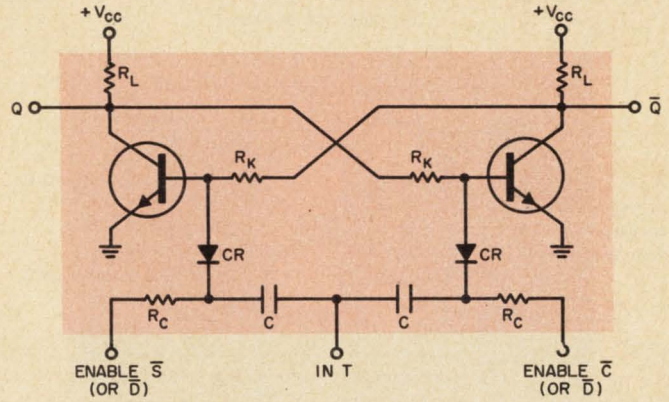 +VCC
+VCC
RL
RL
Q
Q̅
RK
RK
CR
CR
RC
C
C
RC
ENABLE S̅
(OR D̅)
IN T
ENABLE C̅
(OR D̅)